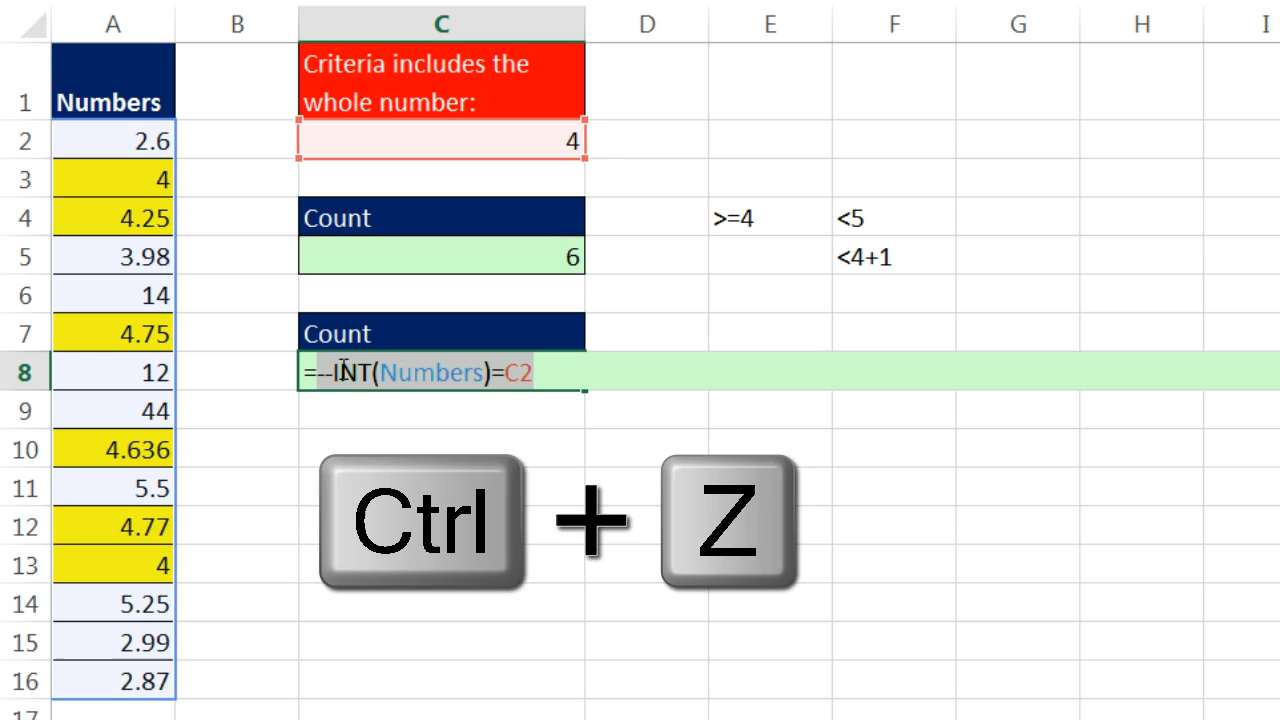 A B C D E F G H I
1 Numbers Criteria includes the
whole number:
2 2.6 4
3 4
4 4.25 Count >=4 <5
5 3.98 6 <4+1
6 14
7 4.75 Count
8 12 =--INT(Numbers)=C2
9 44
10 4.636
11 5.5
12 4.77
13 4
14 5.25
15 2.99
16 2.87
17
Ctrl + Z